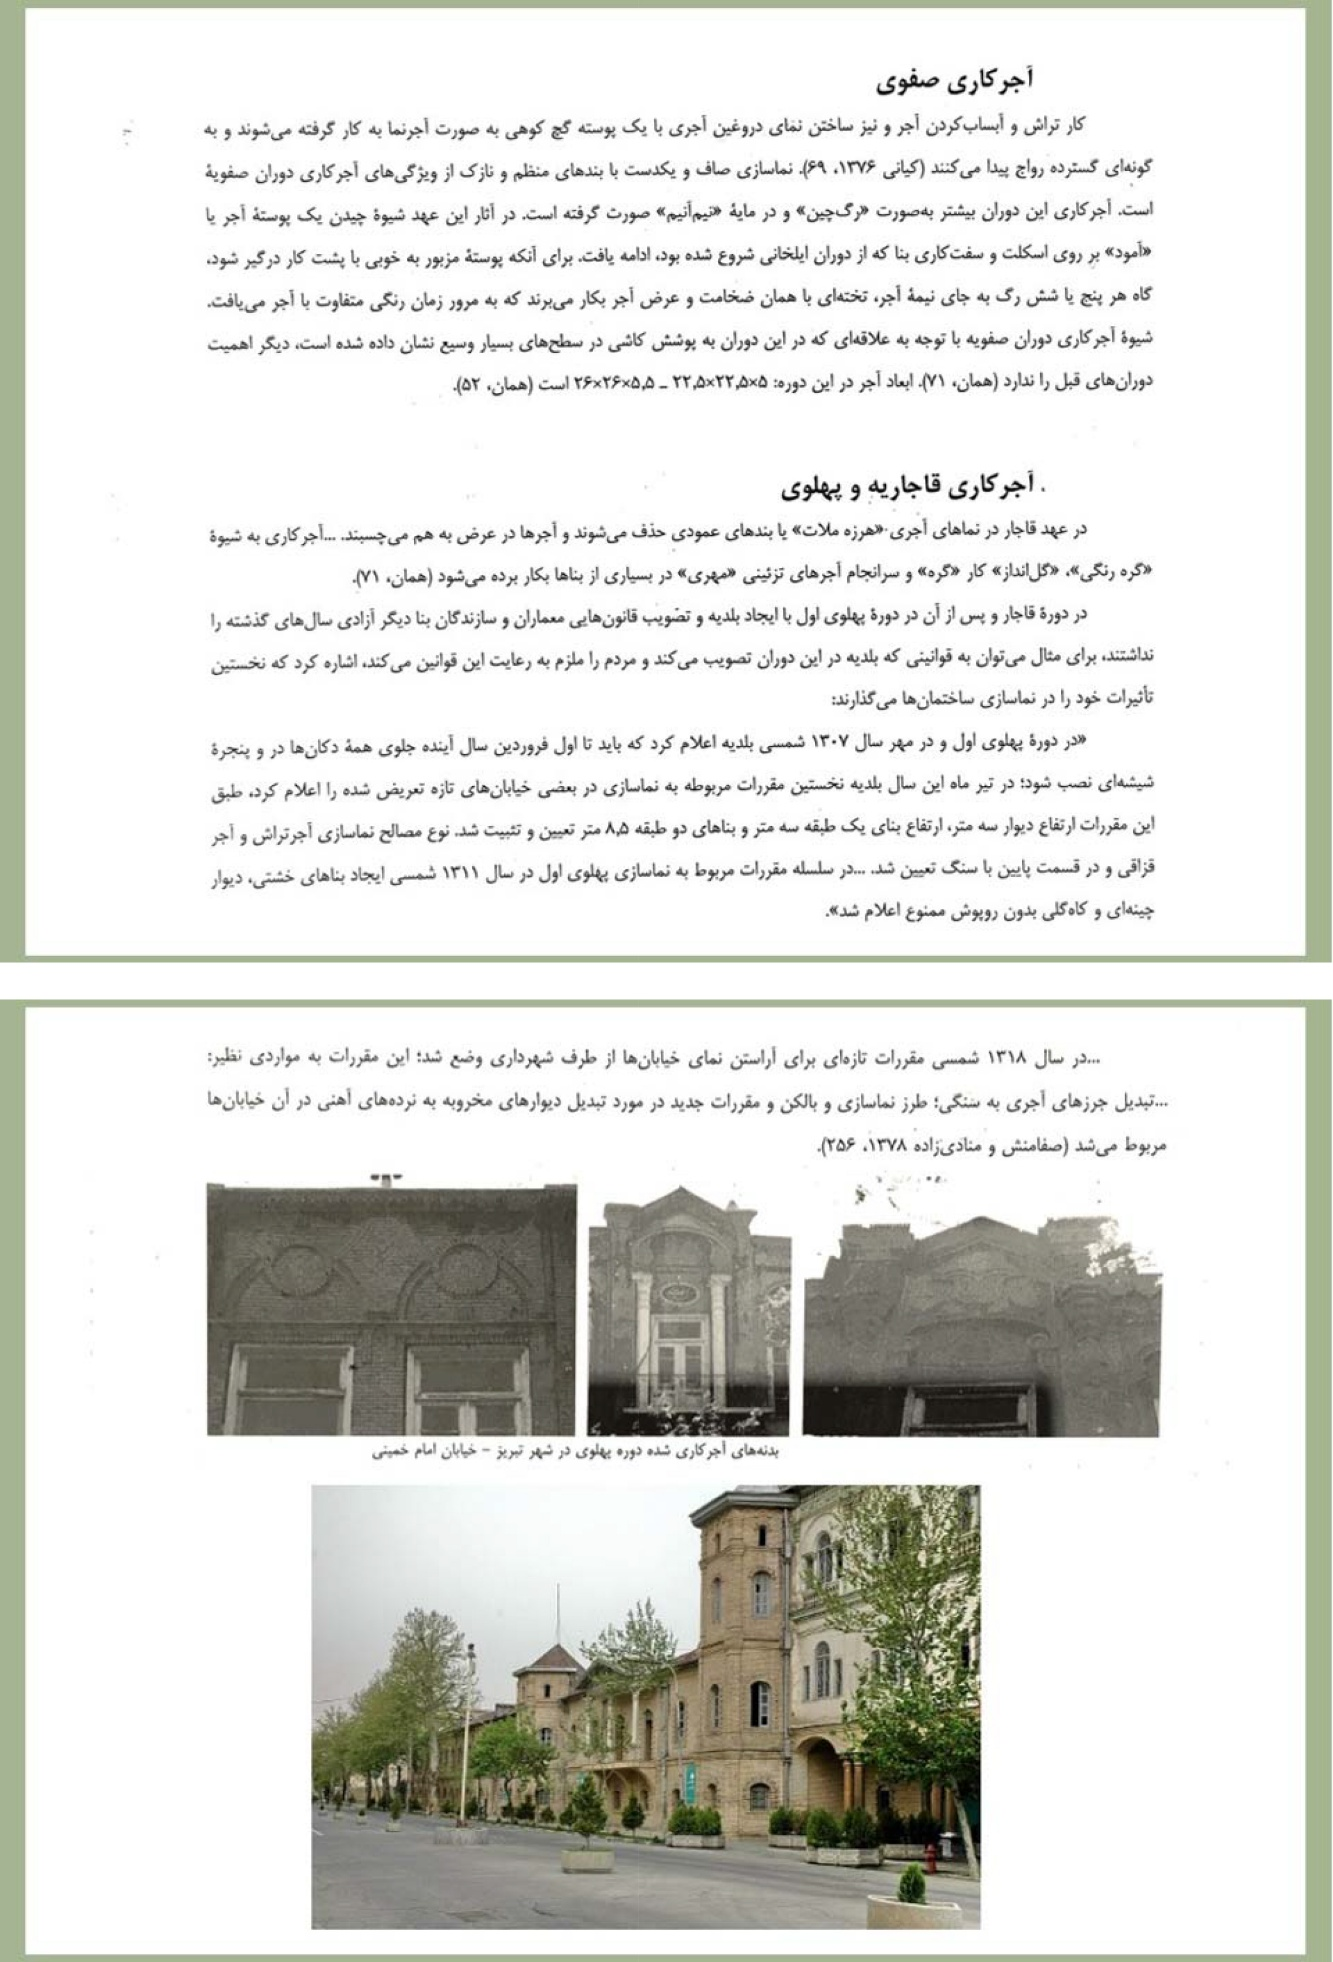 آجرکاری صفوی
کار تراش و آبساب‌کردن آجر و نیز ساختن نمای دروغین آجری با یک پوسته گچ کوهی به صورت آجرنما به کار گرفته می‌شوند و به
گونه‌ای گسترده رواج پیدا می‌کنند (کیانی ۱۳۷۶، ۶۹). نماسازی صاف و یکدست با بندهای منظم و نازک از ویژگی‌های آجرکاری دوران صفویۀ
است. آجرکاری این دوران بیشتر به‌صورت «رگ‌چین» و در مایۀ «نیم‌آنیم» صورت گرفته است. در آثار این عهد شیوۀ چیدن یک پوستۀ آجر یا
«آمود» بر روی اسکلت و سفت‌کاری بنا که از دوران ایلخانی شروع شده بود، ادامه یافت. برای آنکه پوستۀ مزبور به خوبی با پشت کار درگیر شود،
گاه هر پنج یا شش رگ به جای نیمۀ آجر، تخته‌ای با همان ضخامت و عرض آجر بکار می‌برند که به مرور زمان رنگی متفاوت با آجر می‌یافت.
شیوۀ آجرکاری دوران صفویه با توجه به علاقه‌ای که در این دوران به پوشش کاشی در سطح‌های بسیار وسیع نشان داده شده است، دیگر اهمیت
دوران‌های قبل را ندارد (همان، ۷۱). ابعاد آجر در این دوره: ۵×۲۲٫۵×۲۲٫۵ ـ ۵٫۵×۲۶×۲۶ است (همان، ۵۲).
. آجرکاری قاجاریه و پهلوی
در عهد قاجار در نماهای آجری «هرزه ملات» یا بندهای عمودی حذف می‌شوند و آجرها در عرض به هم می‌چسبند. ...آجرکاری به شیوۀ
«گره رنگی»، «گل‌انداز» کار «گره» و سرانجام آجرهای تزئینی «مهری» در بسیاری از بناها بکار برده می‌شود (همان، ۷۱).
در دورۀ قاجار و پس از آن در دورۀ پهلوی اول با ایجاد بلدیه و تصویب قانون‌هایی معماران و سازندگان بنا دیگر آزادی سال‌های گذشته را
نداشتند، برای مثال می‌توان به قوانینی که بلدیه در این دوران تصویب می‌کند و مردم را ملزم به رعایت این قوانین می‌کند، اشاره کرد که نخستین
تأثیرات خود را در نماسازی ساختمان‌ها می‌گذارند:
«در دورۀ پهلوی اول و در مهر سال ۱۳۰۷ شمسی بلدیه اعلام کرد که باید تا اول فروردین سال آینده جلوی همۀ دکان‌ها در و پنجرۀ
شیشه‌ای نصب شود؛ در تیر ماه این سال بلدیه نخستین مقررات مربوطه به نماسازی در بعضی خیابان‌های تازه تعریض شده را اعلام کرد، طبق
این مقررات ارتفاع دیوار سه متر، ارتفاع بنای یک طبقه سه متر و بناهای دو طبقه ۸٫۵ متر تعیین و تثبیت شد. نوع مصالح نماسازی آجرتراش و آجر
قزاقی و در قسمت پایین با سنگ تعیین شد. ...در سلسله مقررات مربوط به نماسازی پهلوی اول در سال ۱۳۱۱ شمسی ایجاد بناهای خشتی، دیوار
چینه‌ای و کاه‌گلی بدون روپوش ممنوع اعلام شد».
...در سال ۱۳۱۸ شمسی مقررات تازه‌ای برای آراستن نمای خیابان‌ها از طرف شهرداری وضع شد؛ این مقررات به مواردی نظیر:
...تبدیل جرزهای آجری به سنگی؛ طرز نماسازی و بالکن و مقررات جدید در مورد تبدیل دیوارهای مخروبه به نرده‌های آهنی در آن خیابان‌ها
مربوط می‌شد (صفامنش و منادی‌زاده ۱۳۷۸، ۲۵۶).
بدنه‌های آجرکاری شده دوره پهلوی در شهر تبریز – خیابان امام خمینی